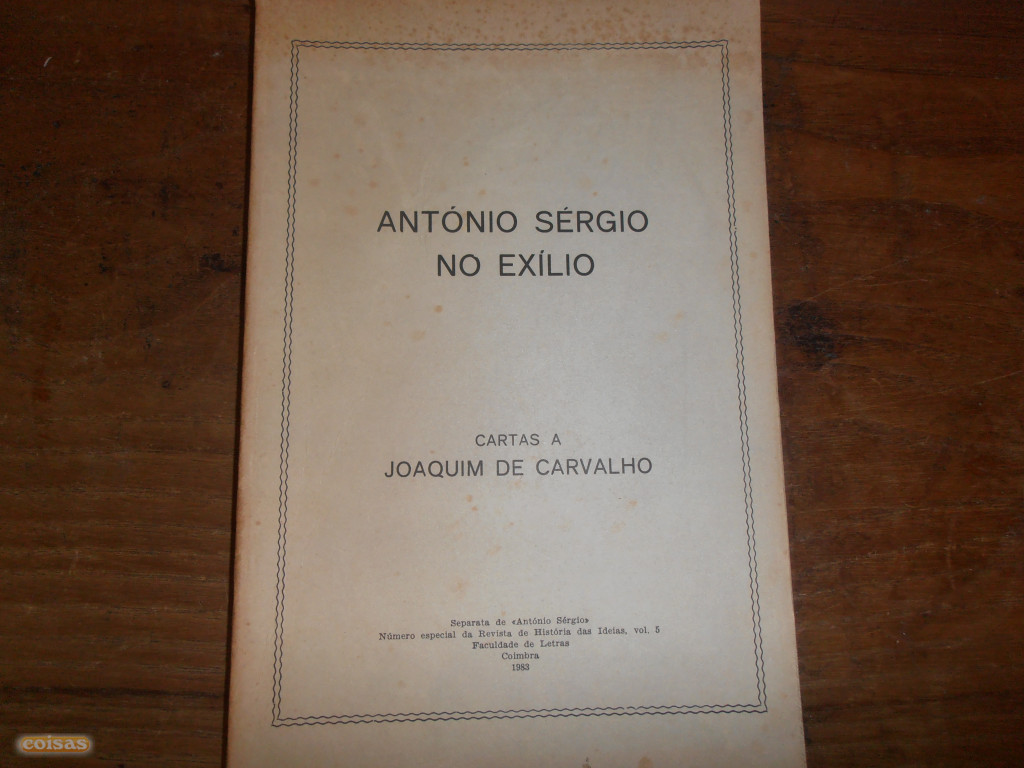 ANTÓNIO SÉRGIO
NO EXÍLIO
CARTAS A
JOAQUIM DE CARVALHO
Separata de «António Sérgio»
Número especial da Revista de História das Ideias, vol. 5
Faculdade de Letras
Coimbra
1983
coisas